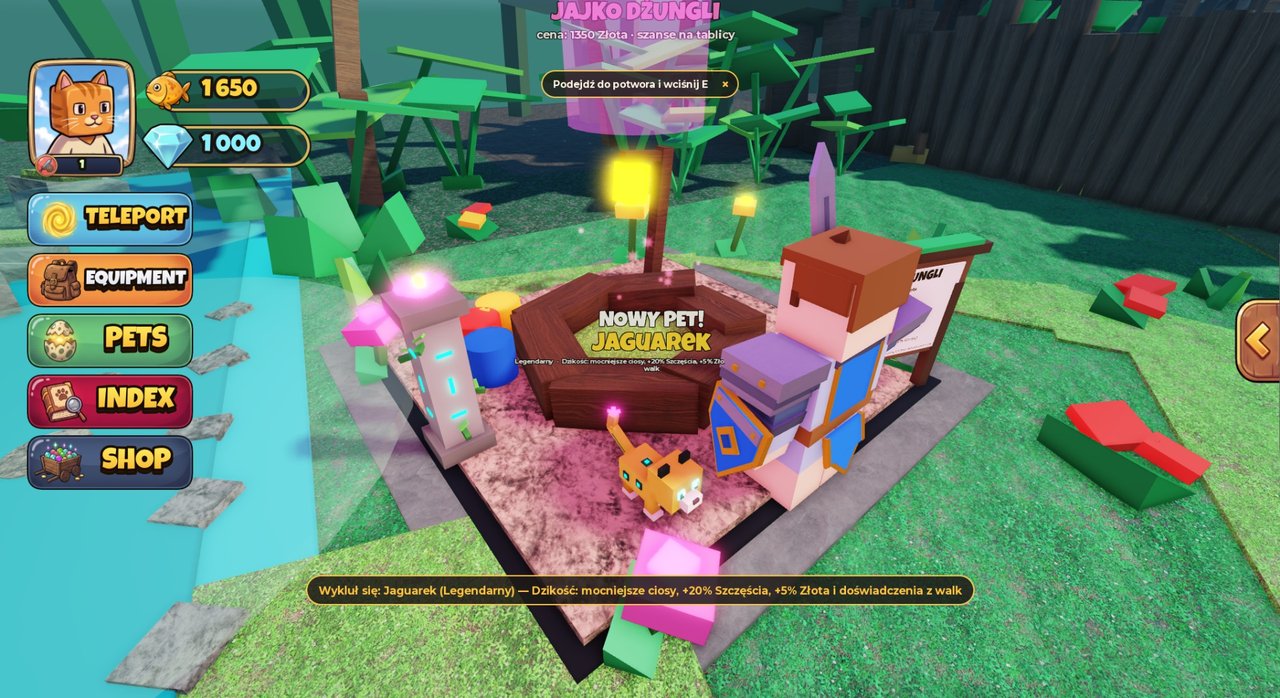 JAJKO DŻUNGLI
cena: 1350 Złota · szanse na tablicy
Podejdź do potwora i wciśnij E ×
1650
1000
1
TELEPORT
EQUIPMENT
PETS
INDEX
SHOP
UNGLI
NOWY PET!
JAGUAREK
Legendarny · Dzikość: mocniejsze ciosy, +20% Szczęścia, +5% Zło
walk
Wykluł się: Jaguarek (Legendarny) — Dzikość: mocniejsze ciosy, +20% Szczęścia, +5% Złota i doświadczenia z walk